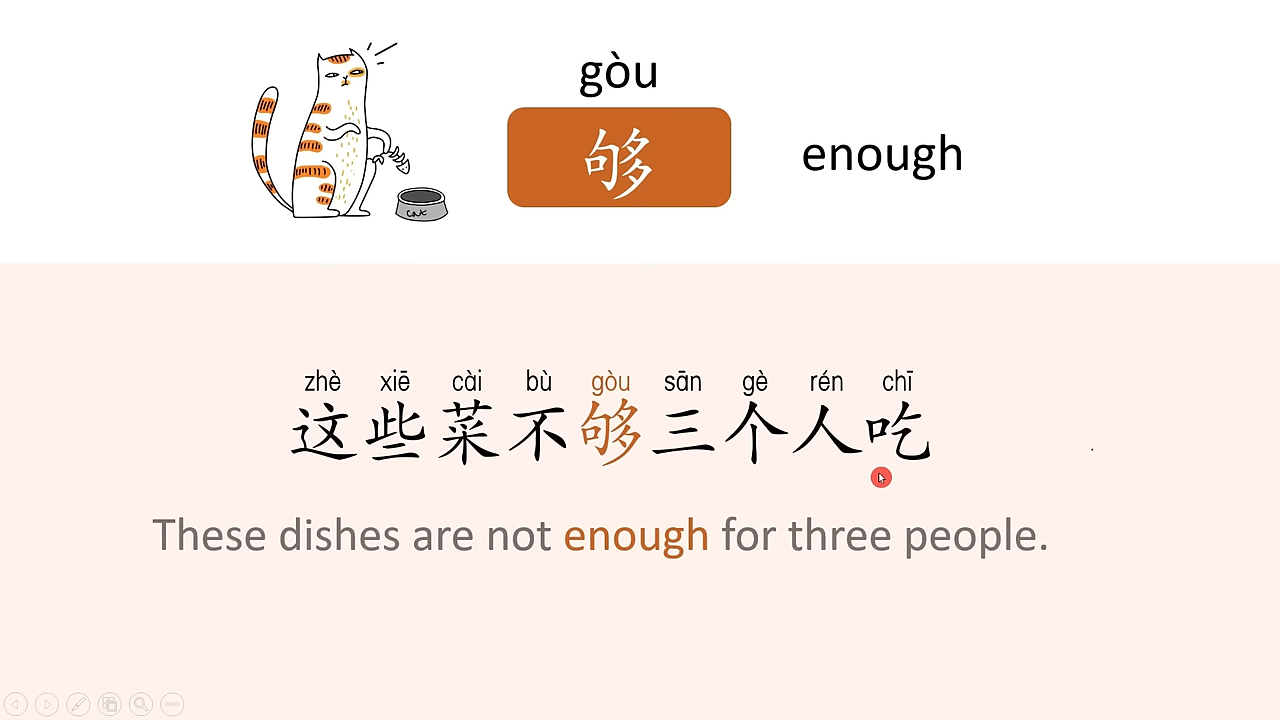 gòu
够
enough
cat
zhè xiē cài bù gòu sān gè rén chī
这些菜不够三个人吃
These dishes are not enough for three people.